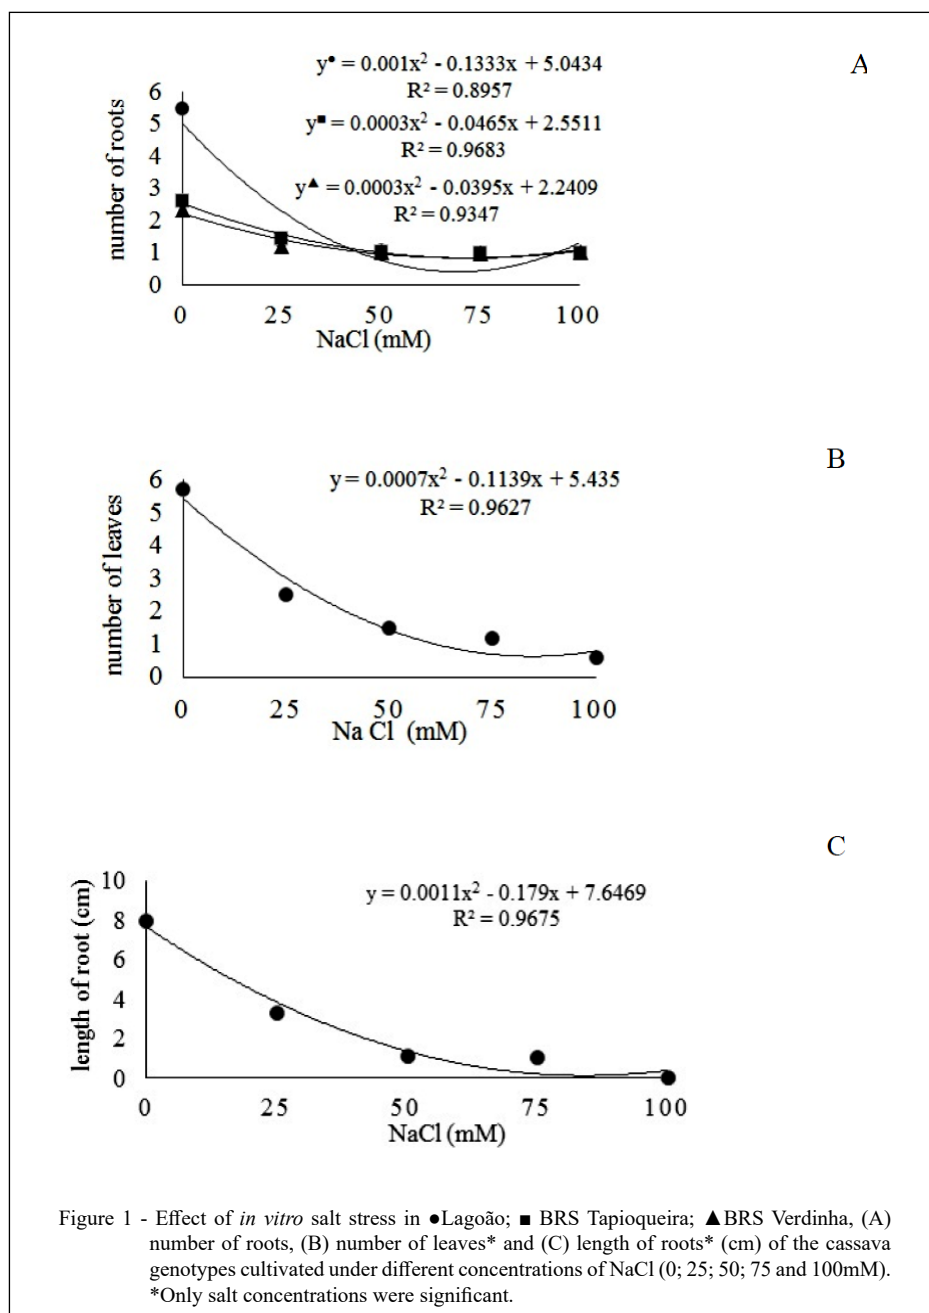 A
y● = 0.001x² - 0.1333x + 5.0434
R² = 0.8957
y■ = 0.0003x² - 0.0465x + 2.5511
R² = 0.9683
y▲ = 0.0003x² - 0.0395x + 2.2409
R² = 0.9347
number of roots
6
5
4
3
2
1
0
0 25 50 75 100
NaCl (mM)
B
y = 0.0007x² - 0.1139x + 5.435
R² = 0.9627
number of leaves
6
5
4
3
2
1
0
0 25 50 75 100
Na Cl (mM)
C
y = 0.0011x² - 0.179x + 7.6469
R² = 0.9675
length of root (cm)
10
8
6
4
2
0
0 25 50 75 100
NaCl (mM)
Figure 1 - Effect of in vitro salt stress in ●Lagoão; ■ BRS Tapioqueira; ▲BRS Verdinha, (A)
number of roots, (B) number of leaves* and (C) length of roots* (cm) of the cassava
genotypes cultivated under different concentrations of NaCl (0; 25; 50; 75 and 100mM).
*Only salt concentrations were significant.